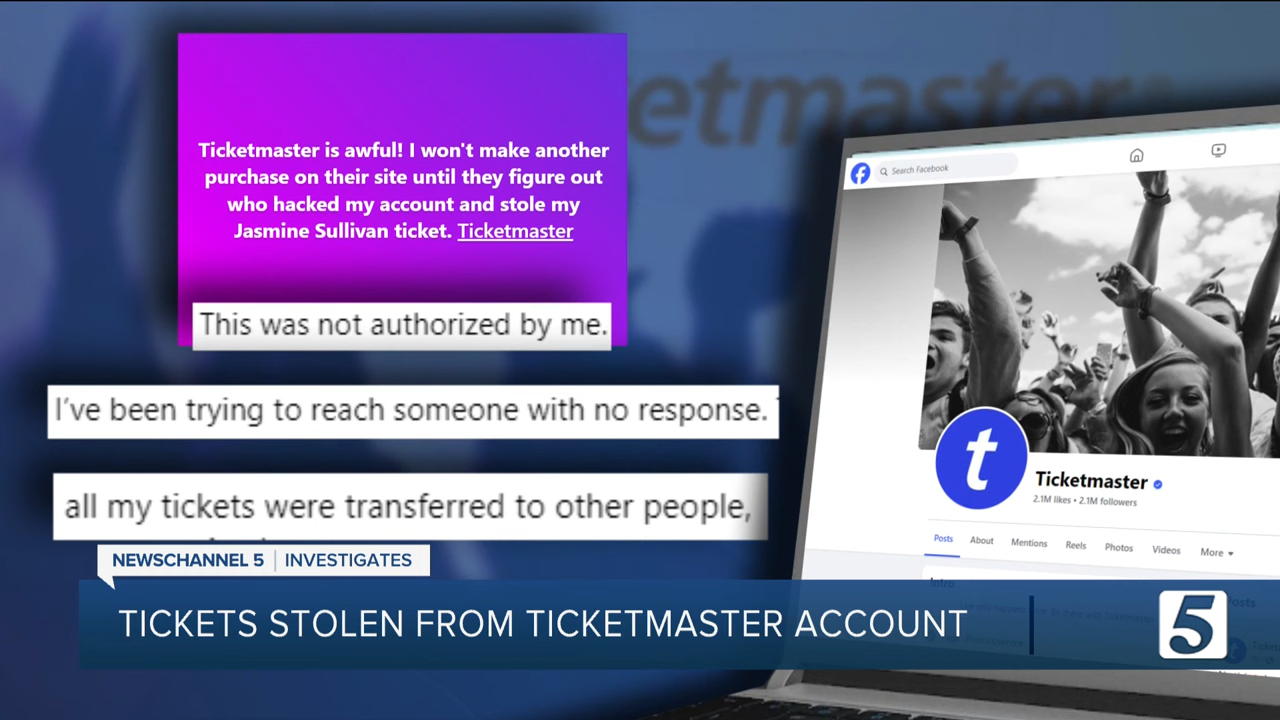 etmaster
Ticketmaster is awful! I won't make another
purchase on their site until they figure out
who hacked my account and stole my
Jasmine Sullivan ticket. Ticketmaster
This was not authorized by me.
I've been trying to reach someone with no response.
all my tickets were transferred to other people,
Search Facebook
t
Ticketmaster
2.1M likes • 2.1M followers
Posts About Mentions Reels Photos Videos More
Intro
NEWSCHANNEL 5 | INVESTIGATES
TICKETS STOLEN FROM TICKETMASTER ACCOUNT
5